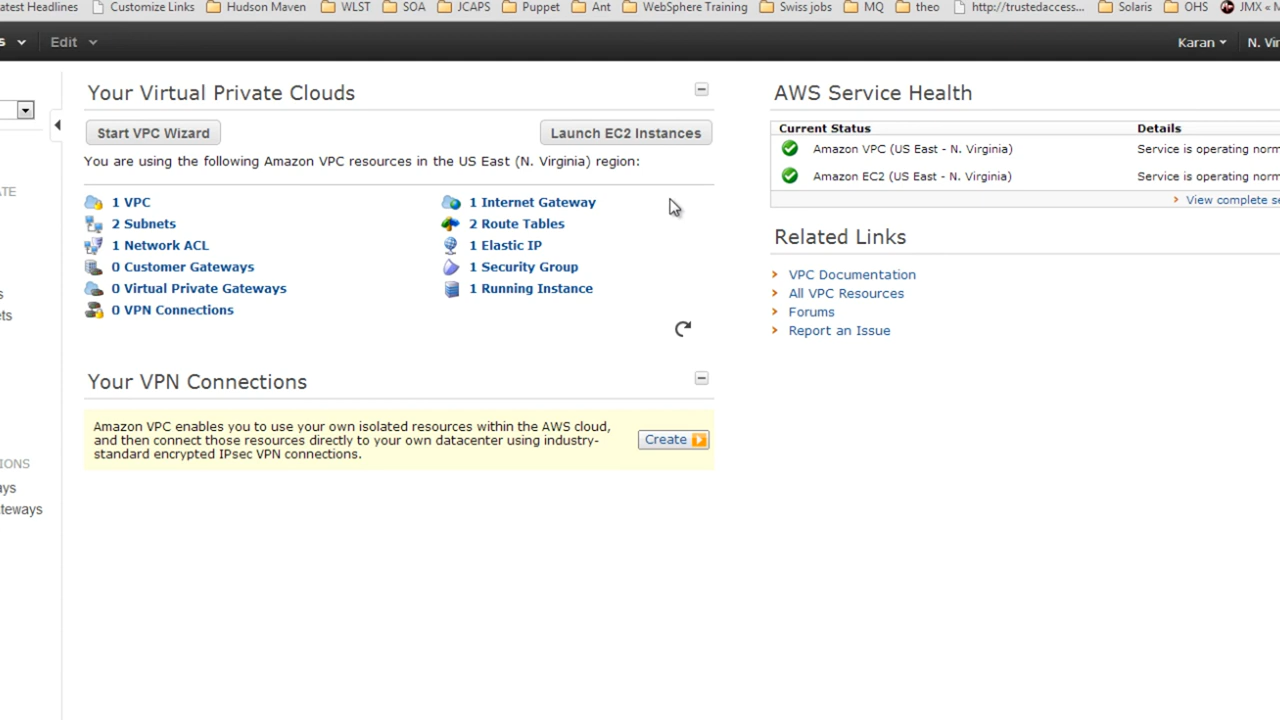 atest Headlines Customize Links Hudson Maven WLST SOA JCAPS Puppet Ant WebSphere Training Swiss jobs MQ theo http://trustedaccess... Solaris OHS JMX « M
s Edit Karan N. Vir
Your Virtual Private Clouds
Start VPC Wizard Launch EC2 Instances
You are using the following Amazon VPC resources in the US East (N. Virginia) region:
1 VPC 1 Internet Gateway
2 Subnets 2 Route Tables
1 Network ACL 1 Elastic IP
0 Customer Gateways 1 Security Group
0 Virtual Private Gateways 1 Running Instance
0 VPN Connections
Your VPN Connections
Amazon VPC enables you to use your own isolated resources within the AWS cloud,
and then connect those resources directly to your own datacenter using industry-
standard encrypted IPsec VPN connections.
Create
AWS Service Health
Current Status Details
Amazon VPC (US East - N. Virginia) Service is operating norm
Amazon EC2 (US East - N. Virginia) Service is operating norm
View complete se
Related Links
VPC Documentation
All VPC Resources
Forums
Report an Issue
ATE
s
ets
IONS
ays
ateways